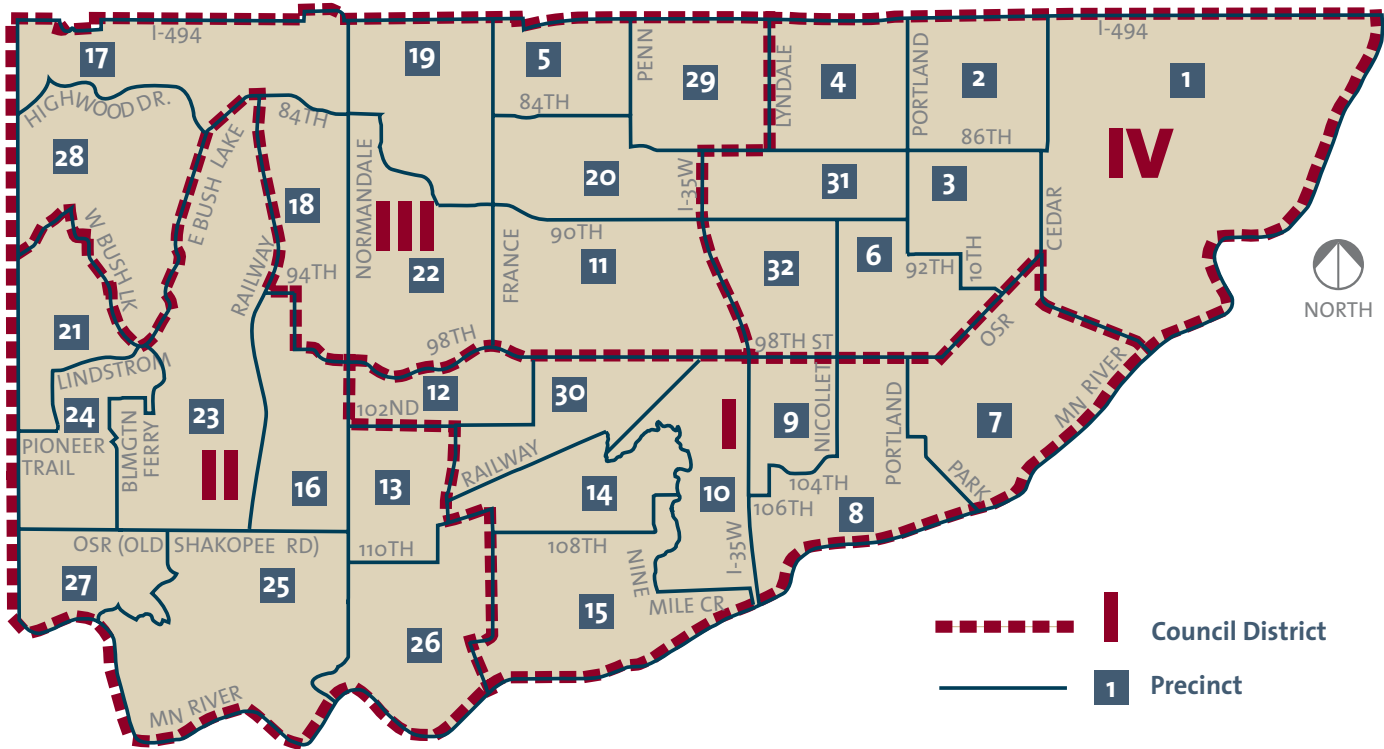 I-494
I-494
17
19
5
PENN
29
LYNDALE
4
PORTLAND
2
1
HIGHWOOD DR.
84TH
84TH
86TH
IV
28
E BUSH LAKE
18
NORMANDALE
20
I-35W
31
3
CEDAR
W BUSH LK
III
RAILWAY
94TH
22
FRANCE
90TH
11
32
6
92TH
10TH
NORTH
21
98TH
98TH ST
OSR
LINDSTROM
12
102ND
30
MN RIVER
24
23
I
9
NICOLLET
PORTLAND
7
PIONEER
TRAIL
BLMGTN
FERRY
II
16
13
RAILWAY
14
10
104TH
106TH
PARK
8
OSR (OLD SHAKOPEE RD)
110TH
108TH
I-35W
27
25
NINE
MILE CR
15
26
MN RIVER
I
Council District
1
Precinct